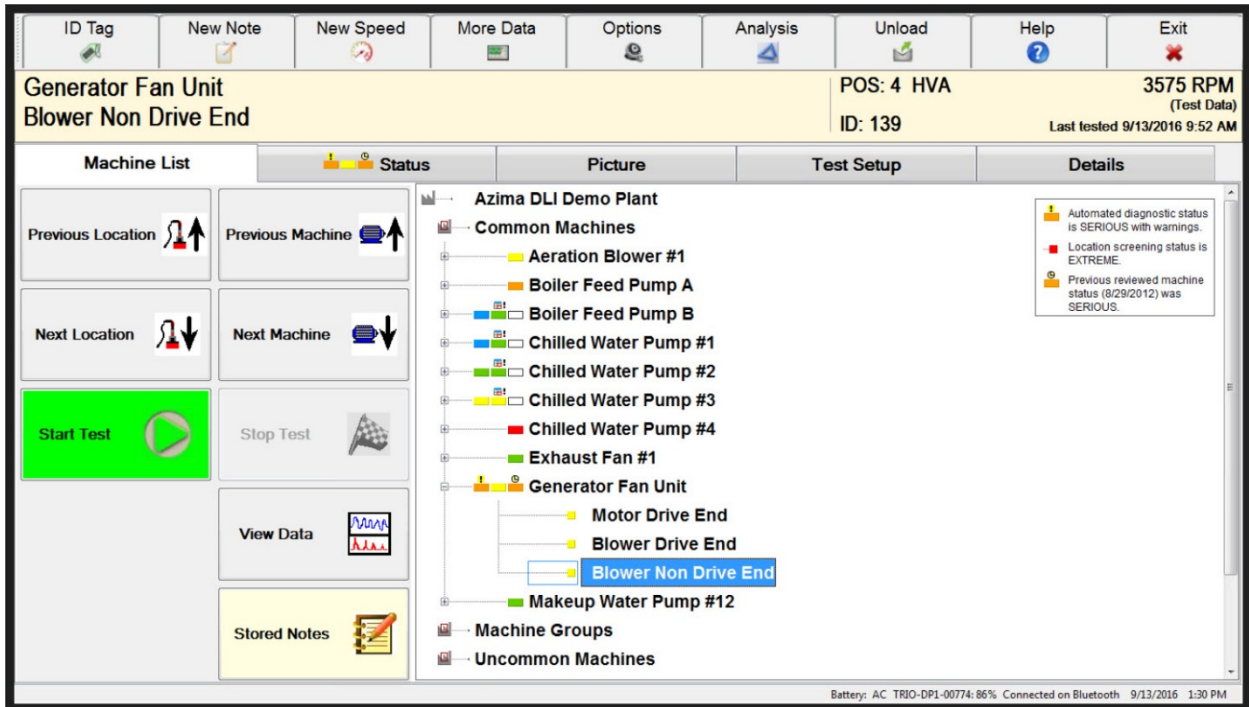 ID Tag
New Note
New Speed
More Data
Options
Analysis
Unload
Help
Exit
Generator Fan Unit
Blower Non Drive End
POS: 4 HVA
ID: 139
3575 RPM
(Test Data)
Last tested 9/13/2016 9:52 AM
Machine List
Status
Picture
Test Setup
Details
Previous Location
Previous Machine
Next Location
Next Machine
Start Test
Stop Test
View Data
Stored Notes
Azima DLI Demo Plant
Common Machines
Aeration Blower #1
Boiler Feed Pump A
Boiler Feed Pump B
Chilled Water Pump #1
Chilled Water Pump #2
Chilled Water Pump #3
Chilled Water Pump #4
Exhaust Fan #1
Generator Fan Unit
Motor Drive End
Blower Drive End
Blower Non Drive End
Makeup Water Pump #12
Machine Groups
Uncommon Machines
Automated diagnostic status
is SERIOUS with warnings.
Location screening status is
EXTREME.
Previous reviewed machine
status (8/29/2012) was
SERIOUS.
Battery: AC TRIO-DP1-00774: 86% Connected on Bluetooth 9/13/2016 1:30 PM